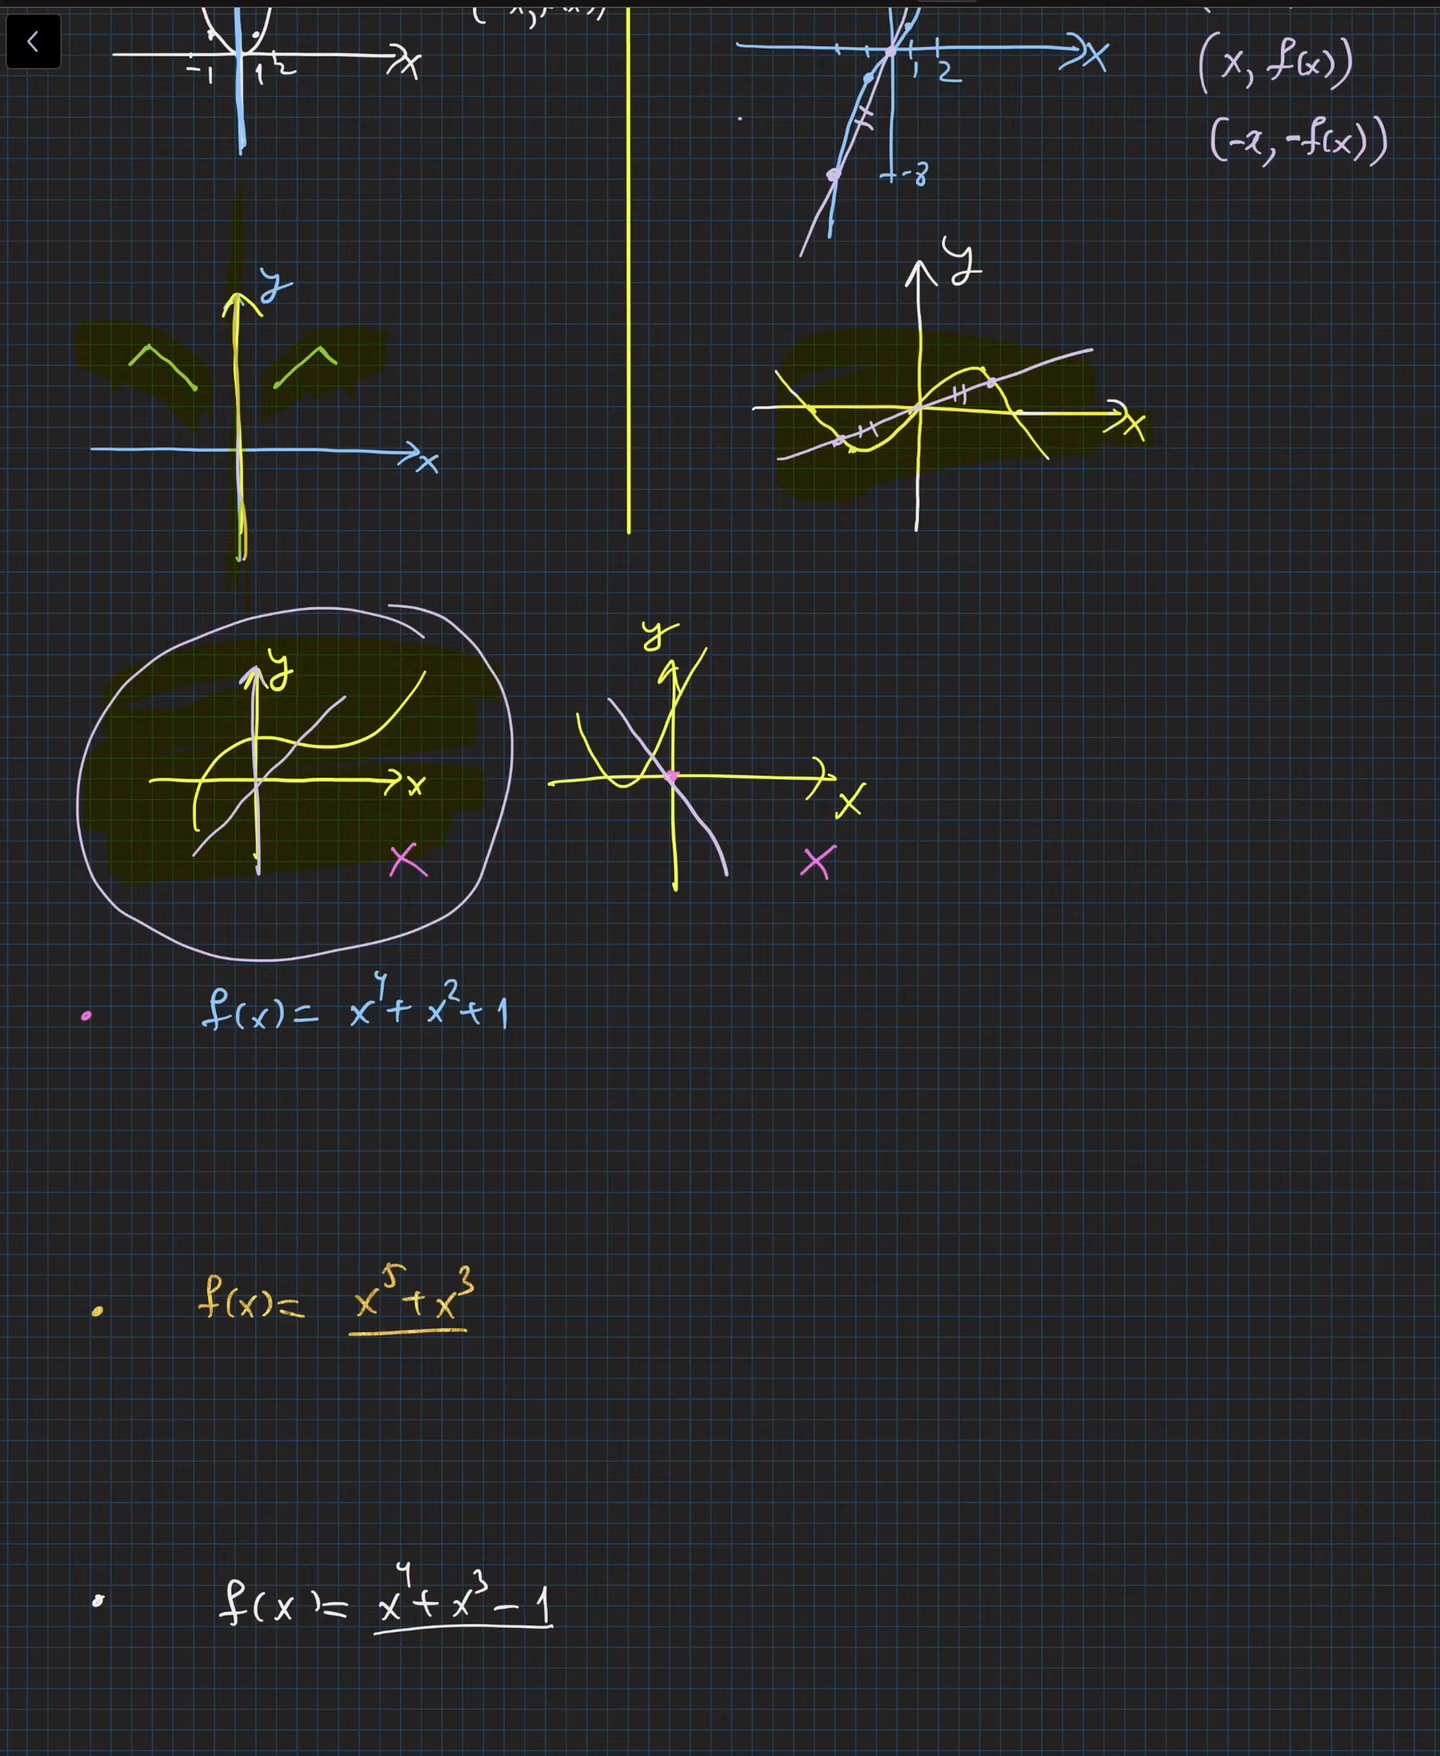 x
-1 1 2
x
1 2
-8
(x, f(x))
(-x, -f(x))
y
x
y
x
y
x
x
y
x
x
f(x) = x⁴ + x² + 1
f(x) = x⁵ + x³
f(x) = x⁴ + x³ - 1